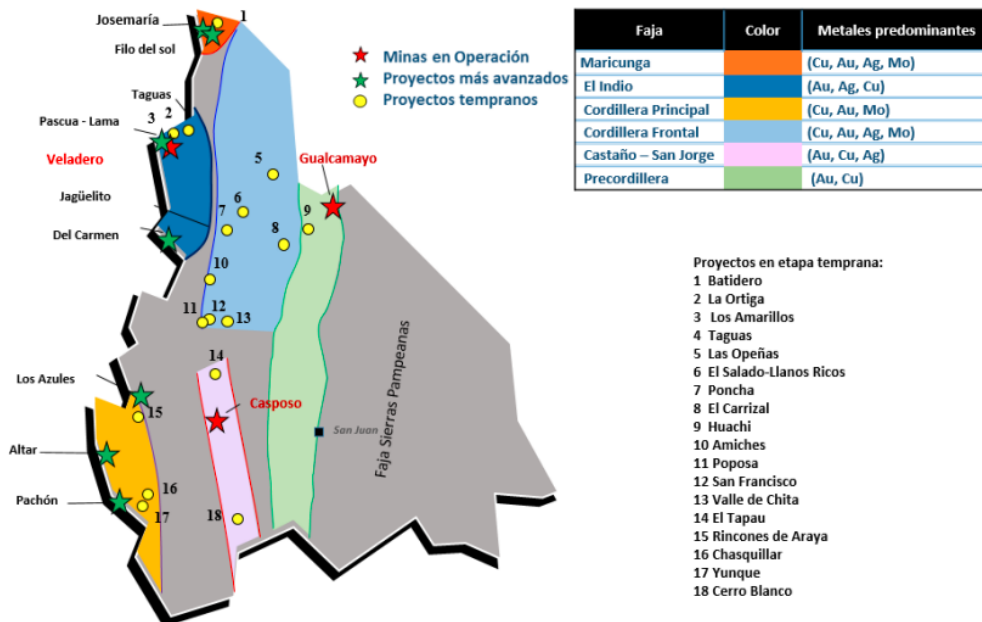 Josemaría
1
Filo del sol
Minas en Operación
Proyectos más avanzados
Proyectos tempranos
Taguas
3 2
Pascua - Lama
Veladero
Jagüelito
Del Carmen
5
Gualcamayo
6
7
8
9
10
11 12 13
14
Los Azules
15
Casposo
San Juan
Faja Sierras Pampeanas
Altar
Pachón
16
17
18
Faja Color Metales predominantes
Maricunga (Cu, Au, Ag, Mo)
El Indio (Au, Ag, Cu)
Cordillera Principal (Cu, Au, Mo)
Cordillera Frontal (Cu, Au, Ag, Mo)
Castaño – San Jorge (Au, Cu, Ag)
Precordillera (Au, Cu)
Proyectos en etapa temprana:
1 Batidero
2 La Ortiga
3 Los Amarillos
4 Taguas
5 Las Opeñas
6 El Salado-Llanos Ricos
7 Poncha
8 El Carrizal
9 Huachi
10 Amiches
11 Poposa
12 San Francisco
13 Valle de Chita
14 El Tapau
15 Rincones de Araya
16 Chasquillar
17 Yunque
18 Cerro Blanco